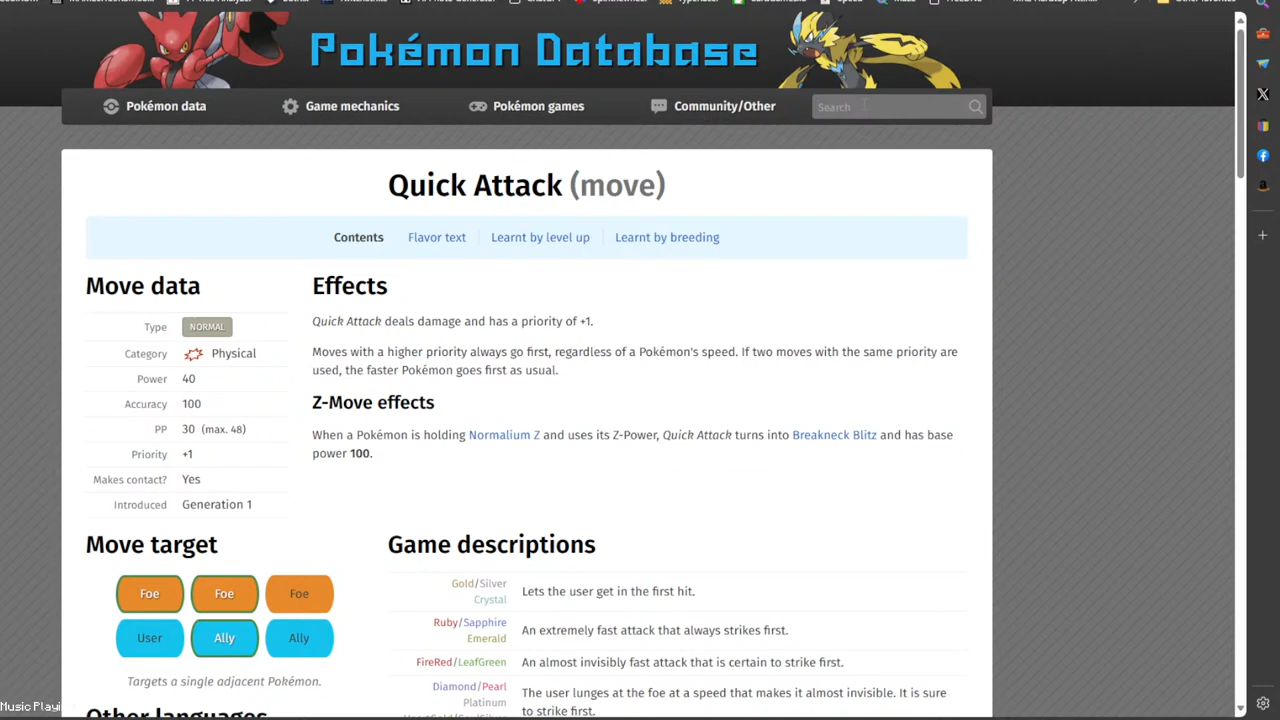 Pokémon Database
Pokémon data
Game mechanics
Pokémon games
Community/Other
Search
Quick Attack (move)
Contents
Flavor text
Learnt by level up
Learnt by breeding
Move data
Type NORMAL
Category Physical
Power 40
Accuracy 100
PP 30 (max. 48)
Priority +1
Makes contact? Yes
Introduced Generation 1
Effects
Quick Attack deals damage and has a priority of +1.
Moves with a higher priority always go first, regardless of a Pokémon's speed. If two moves with the same priority are
used, the faster Pokémon goes first as usual.
Z-Move effects
When a Pokémon is holding Normalium Z and uses its Z-Power, Quick Attack turns into Breakneck Blitz and has base
power 100.
Move target
Foe Foe Foe
User Ally Ally
Targets a single adjacent Pokémon.
Game descriptions
Gold/Silver
Crystal
Lets the user get in the first hit.
Ruby/Sapphire
Emerald
An extremely fast attack that always strikes first.
FireRed/LeafGreen
An almost invisibly fast attack that is certain to strike first.
Diamond/Pearl
Platinum
HeartGold/SoulSilver
The user lunges at the foe at a speed that makes it almost invisible. It is sure
to strike first.
Other languages
Music Playi